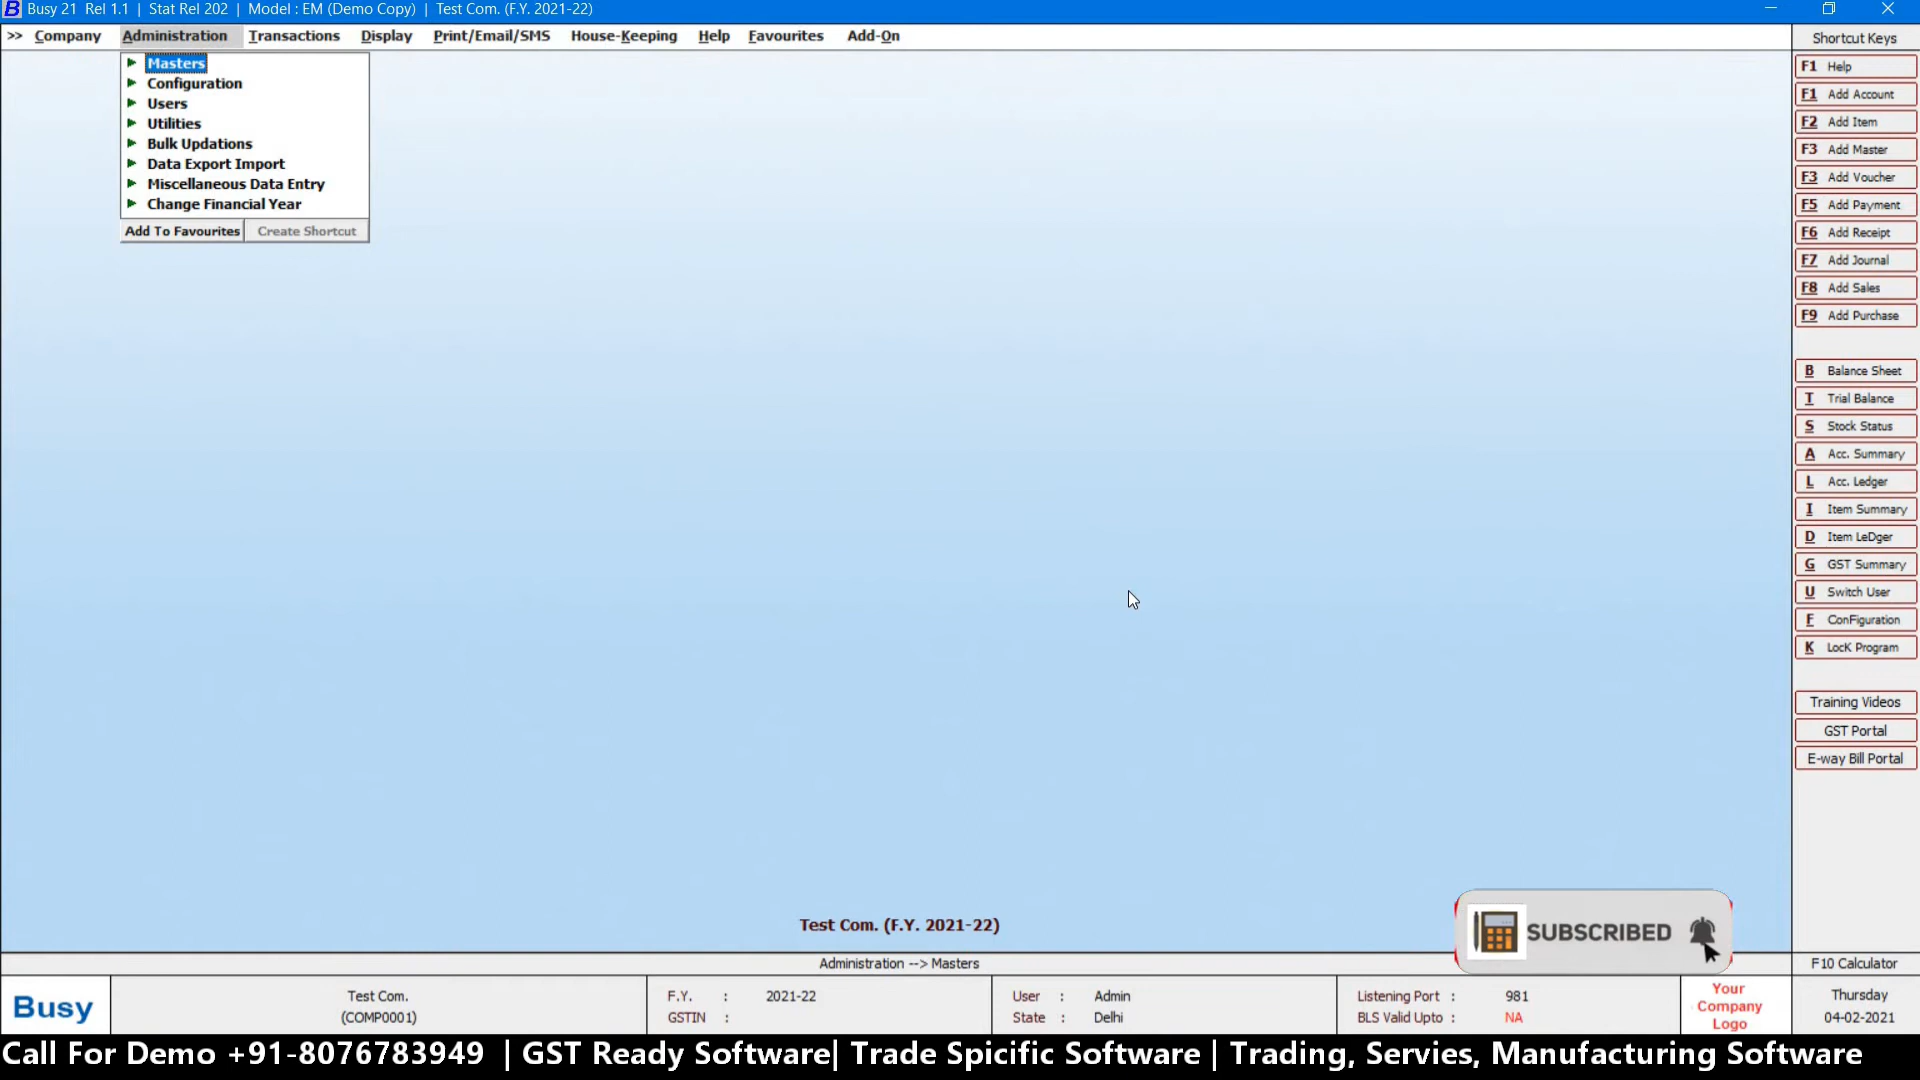 B Busy 21 Rel 1.1 | Stat Rel 202 | Model : EM (Demo Copy) | Test Com. (F.Y. 2021-22)
>> Company Administration Transactions Display Print/Email/SMS House-Keeping Help Favourites Add-On
Masters
Configuration
Users
Utilities
Bulk Updations
Data Export Import
Miscellaneous Data Entry
Change Financial Year
Add To Favourites Create Shortcut
Shortcut Keys
F1 Help
F1 Add Account
F2 Add Item
F3 Add Master
F3 Add Voucher
F5 Add Payment
F6 Add Receipt
F7 Add Journal
F8 Add Sales
F9 Add Purchase
B Balance Sheet
T Trial Balance
S Stock Status
A Acc. Summary
L Acc. Ledger
I Item Summary
D Item LeDger
G GST Summary
U Switch User
F ConFiguration
K LocK Program
Training Videos
GST Portal
E-way Bill Portal
Test Com. (F.Y. 2021-22)
SUBSCRIBED
Administration --> Masters
F10 Calculator
Busy
Test Com.
(COMP0001)
F.Y. : 2021-22
GSTIN :
User : Admin
State : Delhi
Listening Port : 981
BLS Valid Upto : NA
Your
Company
Logo
Thursday
04-02-2021
Call For Demo +91-8076783949 | GST Ready Software| Trade Spicific Software | Trading, Servies, Manufacturing Software